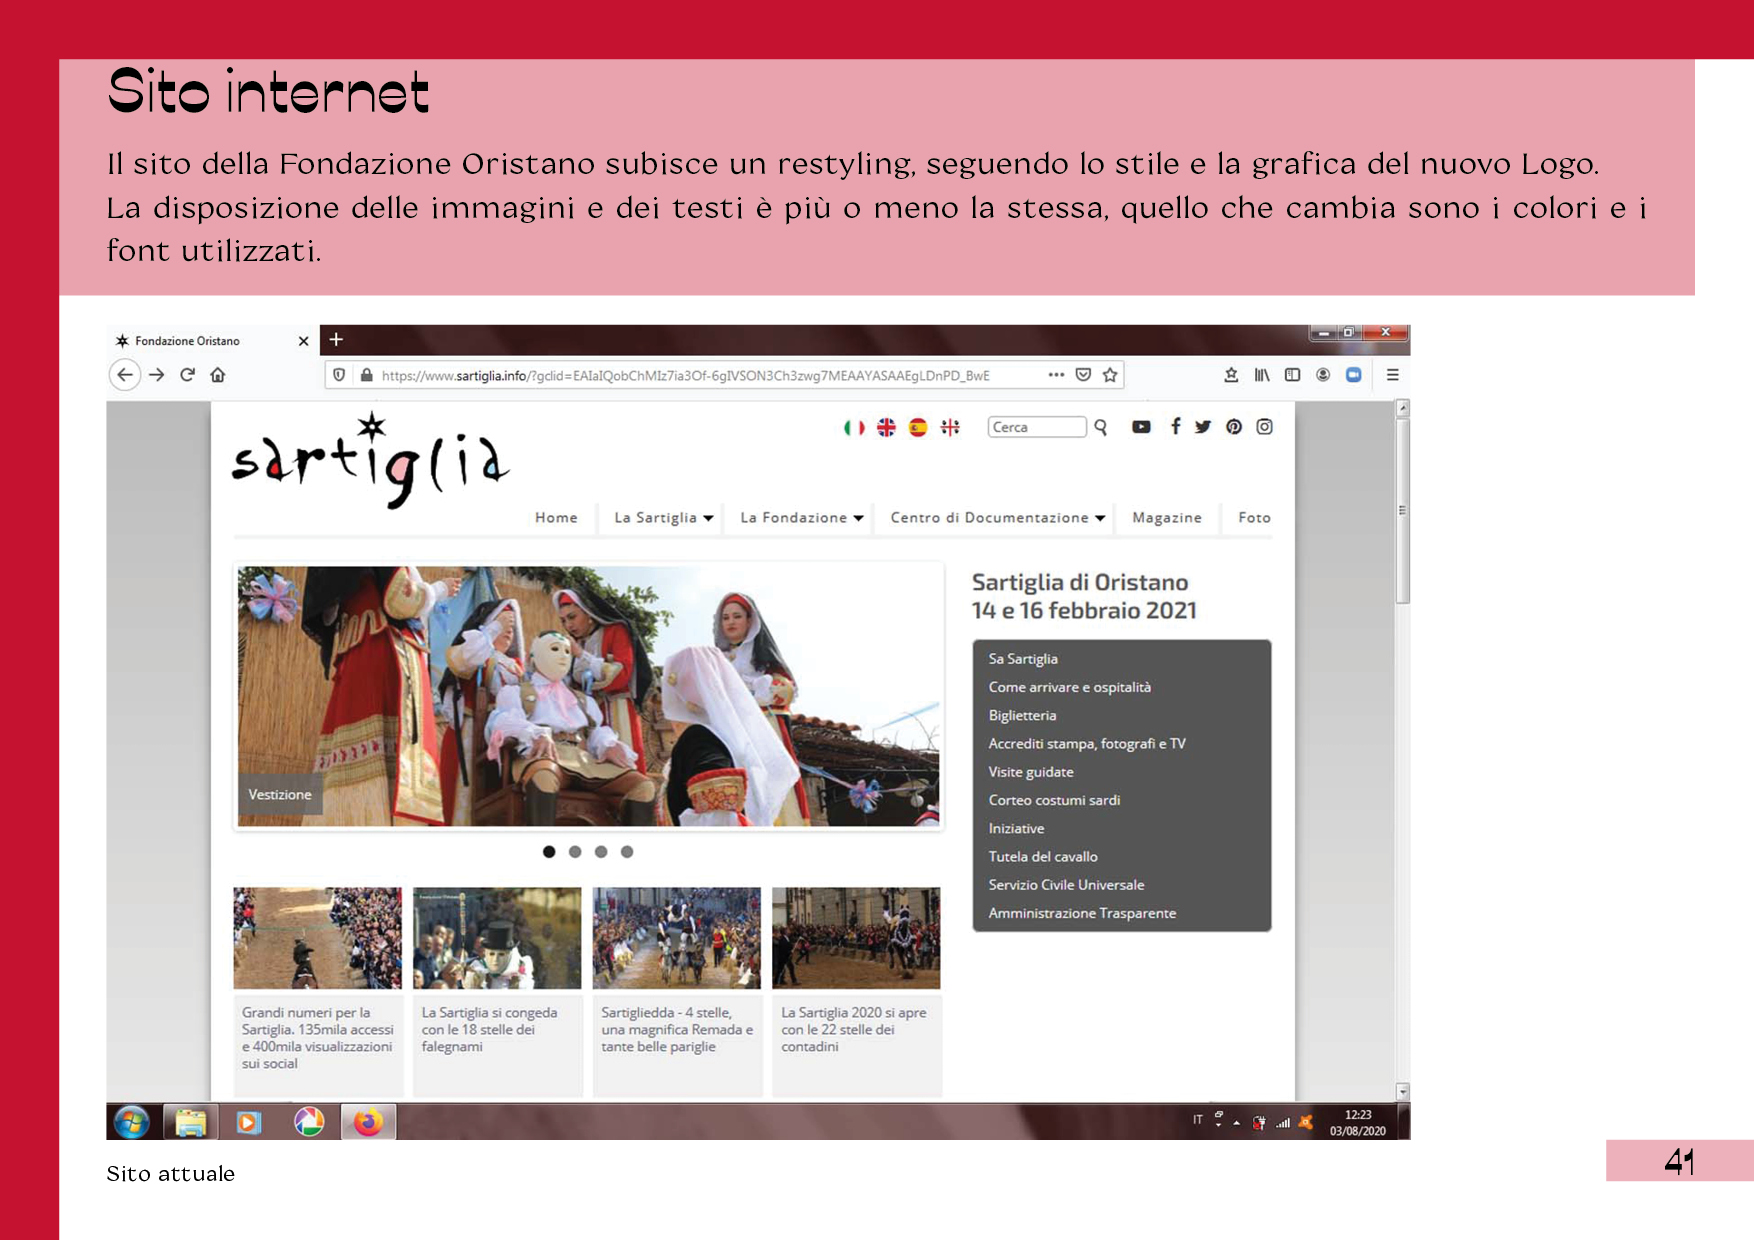 Sito internet
Il sito della Fondazione Oristano subisce un restyling, seguendo lo stile e la grafica del nuovo Logo.
La disposizione delle immagini e dei testi è più o meno la stessa, quello che cambia sono i colori e i
font utilizzati.
Fondazione Oristano
https://www.sartiglia.info/?gclid=EAIaIQobChMIz7ia3Of-6gIVSON3Ch3zwg7MEAAYASAAEgLDnPD_BwE
sartiglia
Cerca
Home La Sartiglia La Fondazione Centro di Documentazione Magazine Foto
Vestizione
Sartiglia di Oristano
14 e 16 febbraio 2021
Sa Sartiglia
Come arrivare e ospitalità
Biglietteria
Accrediti stampa, fotografi e TV
Visite guidate
Corteo costumi sardi
Iniziative
Tutela del cavallo
Servizio Civile Universale
Amministrazione Trasparente
Grandi numeri per la
Sartiglia. 135mila accessi
e 400mila visualizzazioni
sui social
La Sartiglia si congeda
con le 18 stelle dei
falegnami
Sartigliedda - 4 stelle,
una magnifica Remada e
tante belle pariglie
La Sartiglia 2020 si apre
con le 22 stelle dei
contadini
IT
12:23
03/08/2020
Sito attuale
41